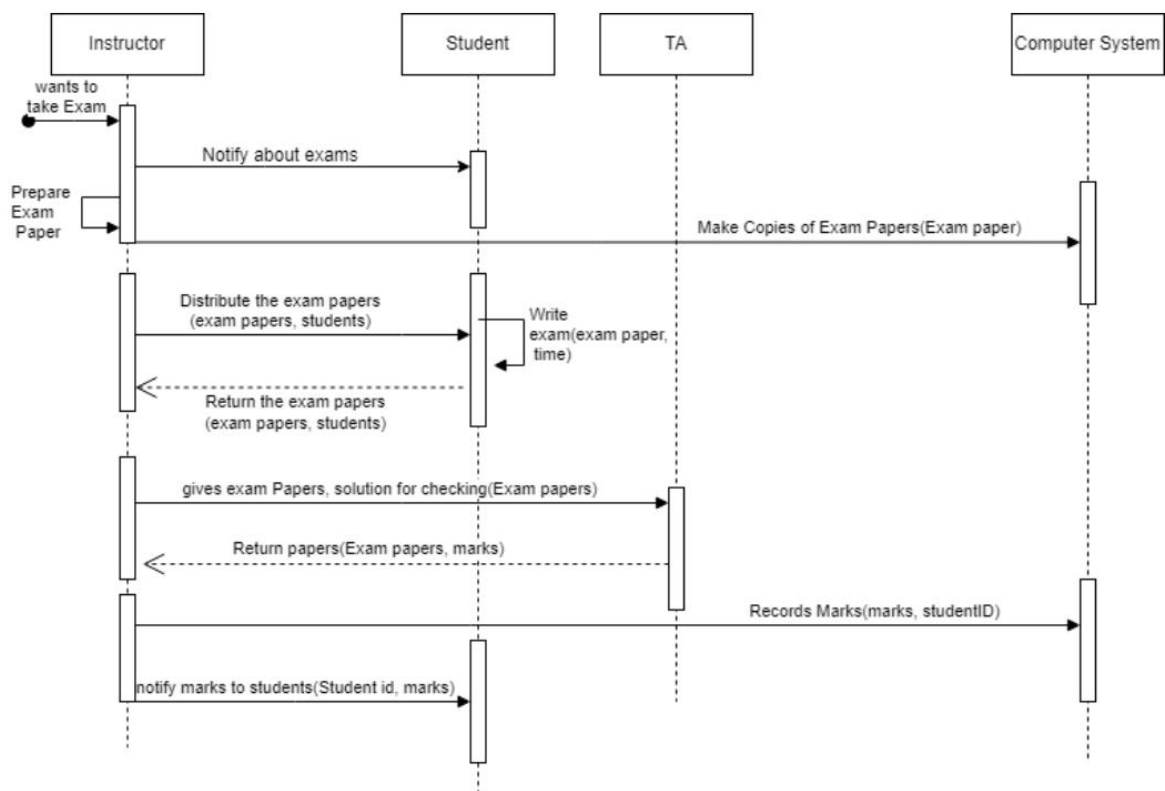 Instructor
Student
TA
Computer System
wants to
take Exam
Notify about exams
Prepare
Exam
Paper
Make Copies of Exam Papers(Exam paper)
Distribute the exam papers
(exam papers, students)
Write
exam(exam paper,
time)
Return the exam papers
(exam papers, students)
gives exam Papers, solution for checking(Exam papers)
Return papers(Exam papers, marks)
Records Marks(marks, studentID)
notify marks to students(Student id, marks)